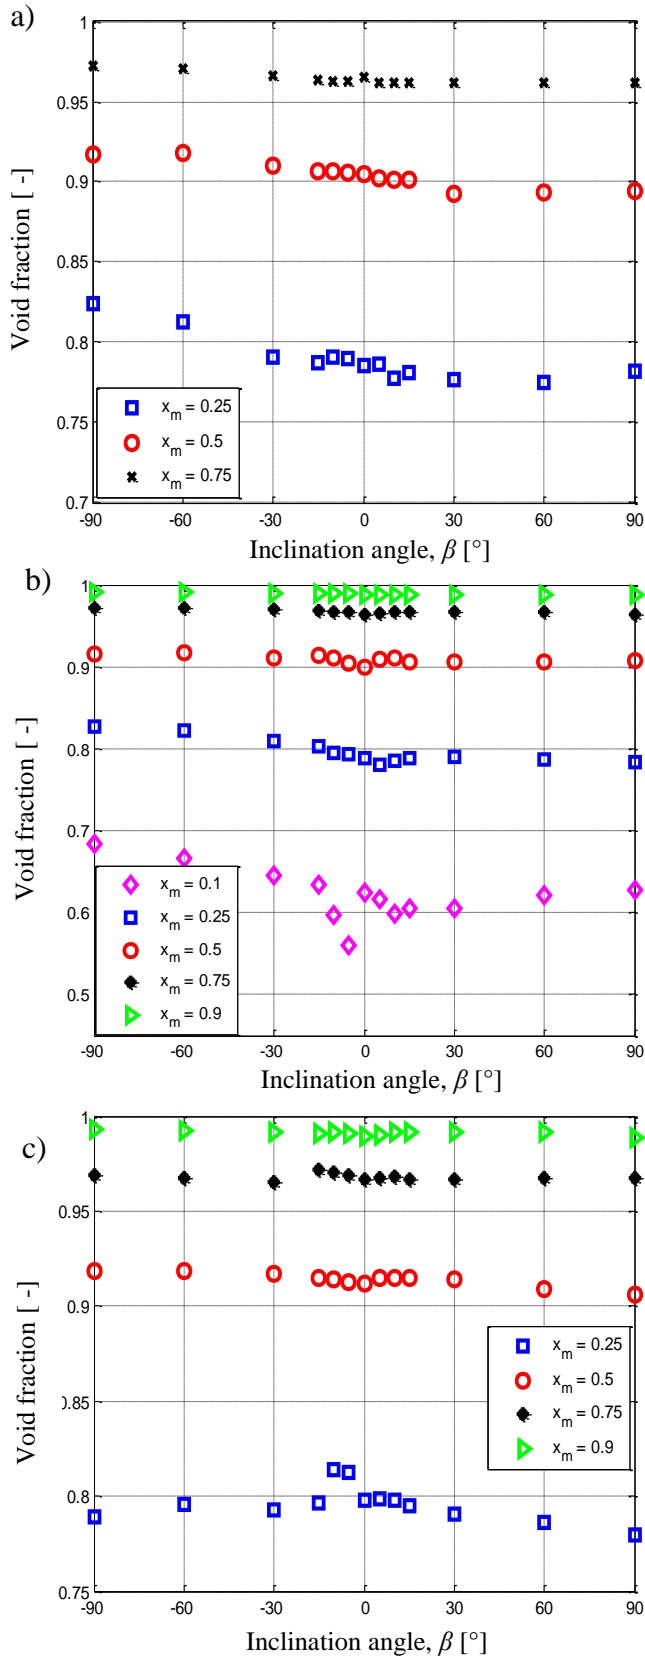 a)
1
0.95
0.9
0.85
0.8
0.75
0.7
Void fraction [ -]
x_m = 0.25
x_m = 0.5
x_m = 0.75
-90 -60 -30 0 30 60 90
Inclination angle, β [°]
b)
1
0.9
0.8
0.7
0.6
0.5
Void fraction [ -]
x_m = 0.1
x_m = 0.25
x_m = 0.5
x_m = 0.75
x_m = 0.9
-90 -60 -30 0 30 60 90
Inclination angle, β [°]
c)
1
0.95
0.9
0.85
0.8
0.75
Void fraction [ -]
x_m = 0.25
x_m = 0.5
x_m = 0.75
x_m = 0.9
-90 -60 -30 0 30 60 90
Inclination angle, β [°]